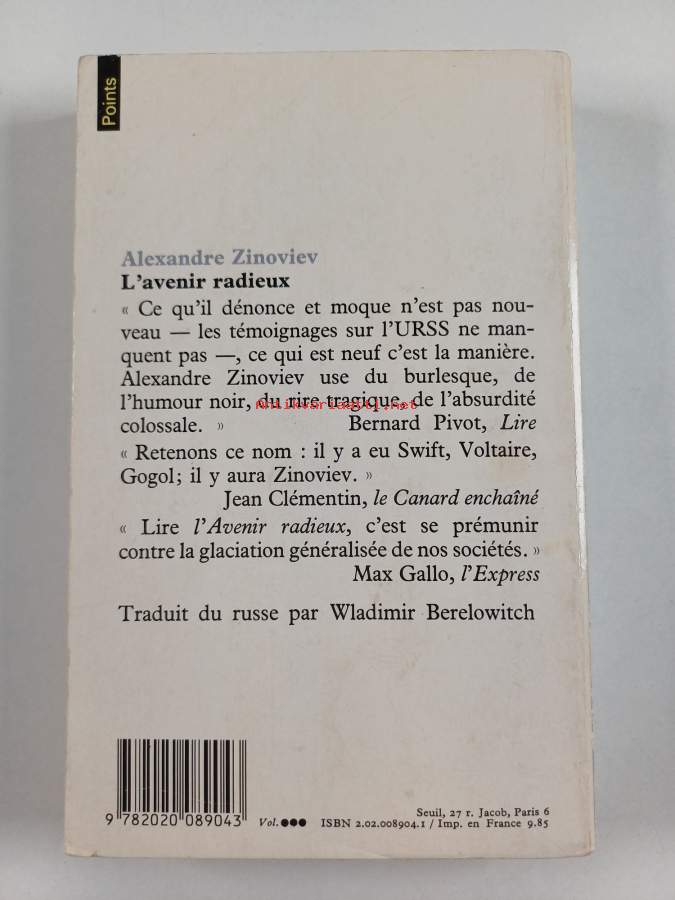 Points
Alexandre Zinoviev
L'avenir radieux
« Ce qu'il dénonce et moque n'est pas nou-
veau — les témoignages sur l'URSS ne man-
quent pas —, ce qui est neuf c'est la manière.
Alexandre Zinoviev use du burlesque, de
l'humour noir, du rire tragique, de l'absurdité
Antikvariaatti.net
colossale. » Bernard Pivot, Lire
« Retenons ce nom : il y a eu Swift, Voltaire,
Gogol; il y aura Zinoviev. »
Jean Clémentin, le Canard enchaîné
« Lire l'Avenir radieux, c'est se prémunir
contre la glaciation généralisée de nos sociétés. »
Max Gallo, l'Express
Traduit du russe par Wladimir Berelowitch
9 782020 089043
Vol.●●●
Seuil, 27 r. Jacob, Paris 6
ISBN 2.02.008904.1 / Imp. en France 9.85